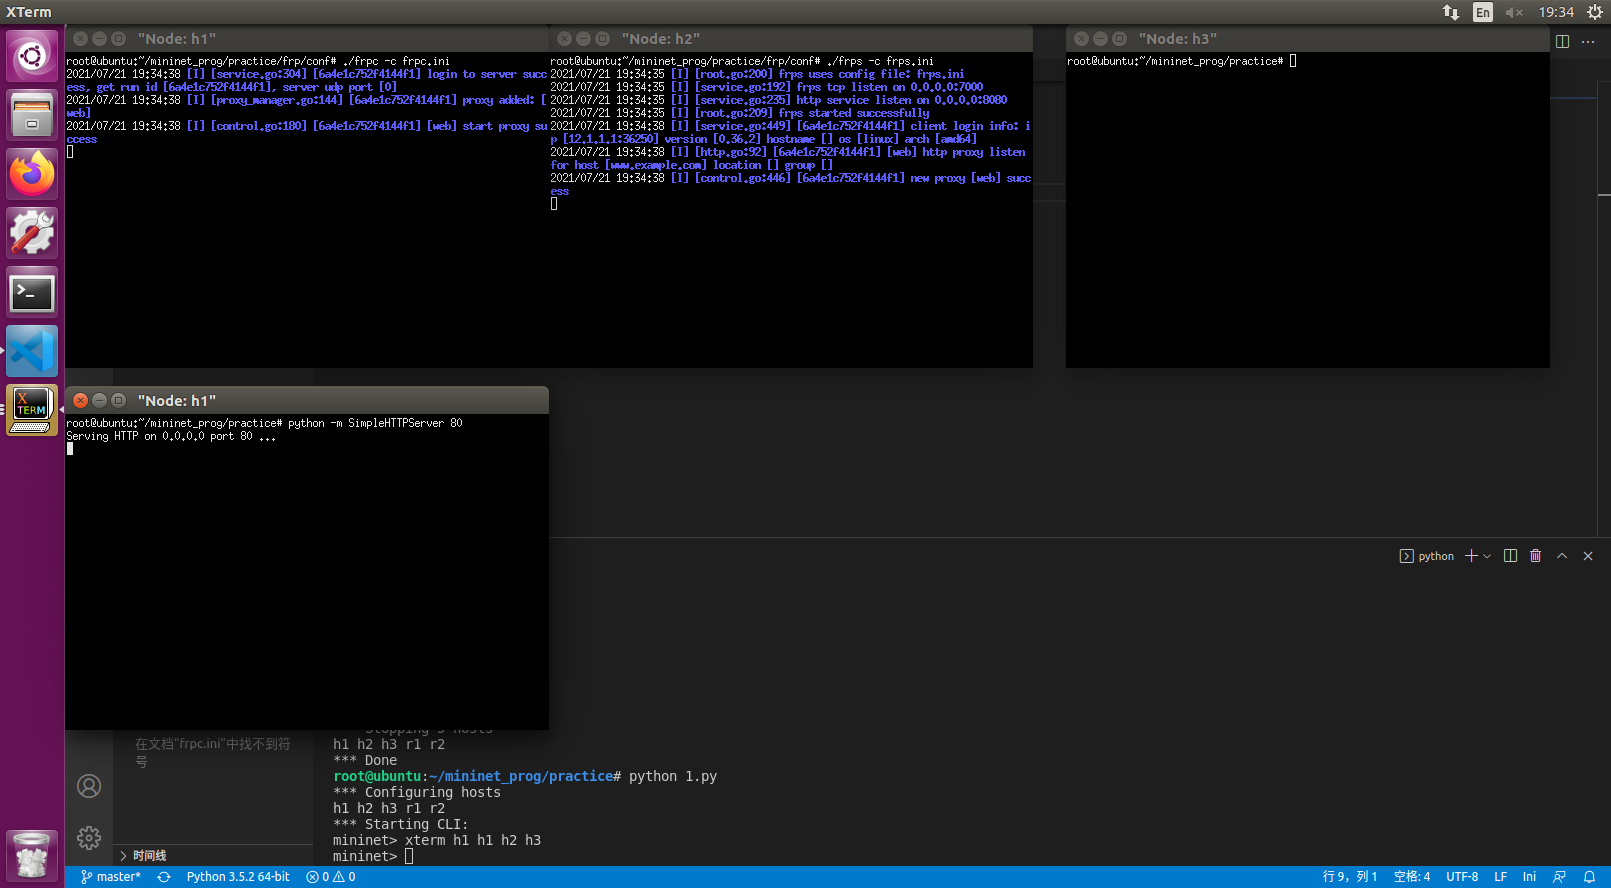 XTerm
En
19:34
"Node: h1"
root@ubuntu:~/mininet_prog/practice/frp/conf# ./frpc -c frpc.ini
2021/07/21 19:34:38 [I] [service.go:304] [6a4e1c752f4144f1] login to server succ
ess, get run id [6a4e1c752f4144f1], server udp port [0]
2021/07/21 19:34:38 [I] [proxy_manager.go:144] [6a4e1c752f4144f1] proxy added: [
web]
2021/07/21 19:34:38 [I] [control.go:180] [6a4e1c752f4144f1] [web] start proxy su
ccess
"Node: h2"
root@ubuntu:~/mininet_prog/practice/frp/conf# ./frps -c frps.ini
2021/07/21 19:34:35 [I] [root.go:200] frps uses config file: frps.ini
2021/07/21 19:34:35 [I] [service.go:192] frps tcp listen on 0.0.0.0:7000
2021/07/21 19:34:35 [I] [service.go:235] http service listen on 0.0.0.0:8080
2021/07/21 19:34:35 [I] [root.go:209] frps started successfully
2021/07/21 19:34:38 [I] [service.go:449] [6a4e1c752f4144f1] client login info: i
p [12.1.1.1:36250] version [0.36.2] hostname [] os [linux] arch [amd64]
2021/07/21 19:34:38 [I] [http.go:92] [6a4e1c752f4144f1] [web] http proxy listen
for host [www.example.com] location [] group []
2021/07/21 19:34:38 [I] [control.go:446] [6a4e1c752f4144f1] new proxy [web] succ
ess
"Node: h3"
root@ubuntu:~/mininet_prog/practice#
"Node: h1"
root@ubuntu:~/mininet_prog/practice# python -m SimpleHTTPServer 80
Serving HTTP on 0.0.0.0 port 80 ...
X
TERM
python
在文档"frpc.ini"中找不到符
号
时间线
Stopping 3 hosts
h1 h2 h3 r1 r2
*** Done
root@ubuntu:~/mininet_prog/practice# python 1.py
*** Configuring hosts
h1 h2 h3 r1 r2
*** Starting CLI:
mininet> xterm h1 h1 h2 h3
mininet>
master*
Python 3.5.2 64-bit
0
0
行 9，列 1
空格: 4
UTF-8
LF
Ini